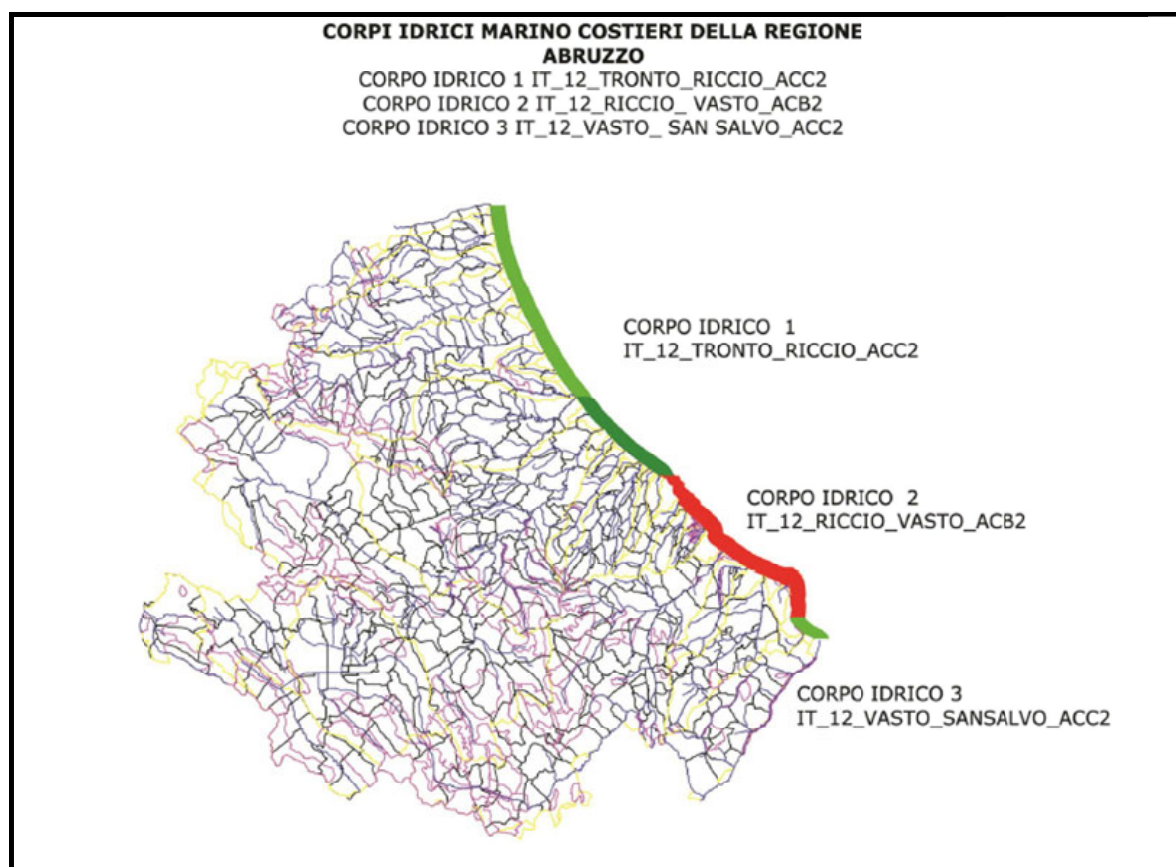 CORPI IDRICI MARINO COSTIERI DELLA REGIONE
ABRUZZO
CORPO IDRICO 1 IT_12_TRONTO_RICCIO_ACC2
CORPO IDRICO 2 IT_12_RICCIO_ VASTO_ACB2
CORPO IDRICO 3 IT_12_VASTO_ SAN SALVO_ACC2
CORPO IDRICO 1
IT_12_TRONTO_RICCIO_ACC2
CORPO IDRICO 2
IT_12_RICCIO_VASTO_ACB2
CORPO IDRICO 3
IT_12_VASTO_SANSALVO_ACC2